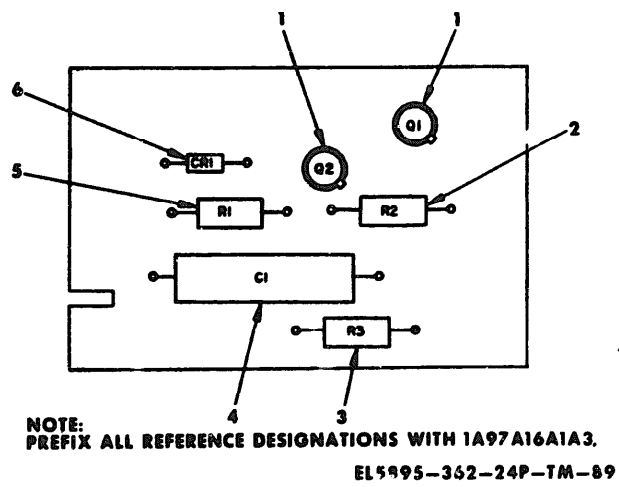 1
1
6
Q1
2
CR1
Q2
5
R1
R2
C1
R3
4
3
NOTE:
PREFIX ALL REFERENCE DESIGNATIONS WITH 1A97A16A1A3.
EL5895-362-24P-TM-89